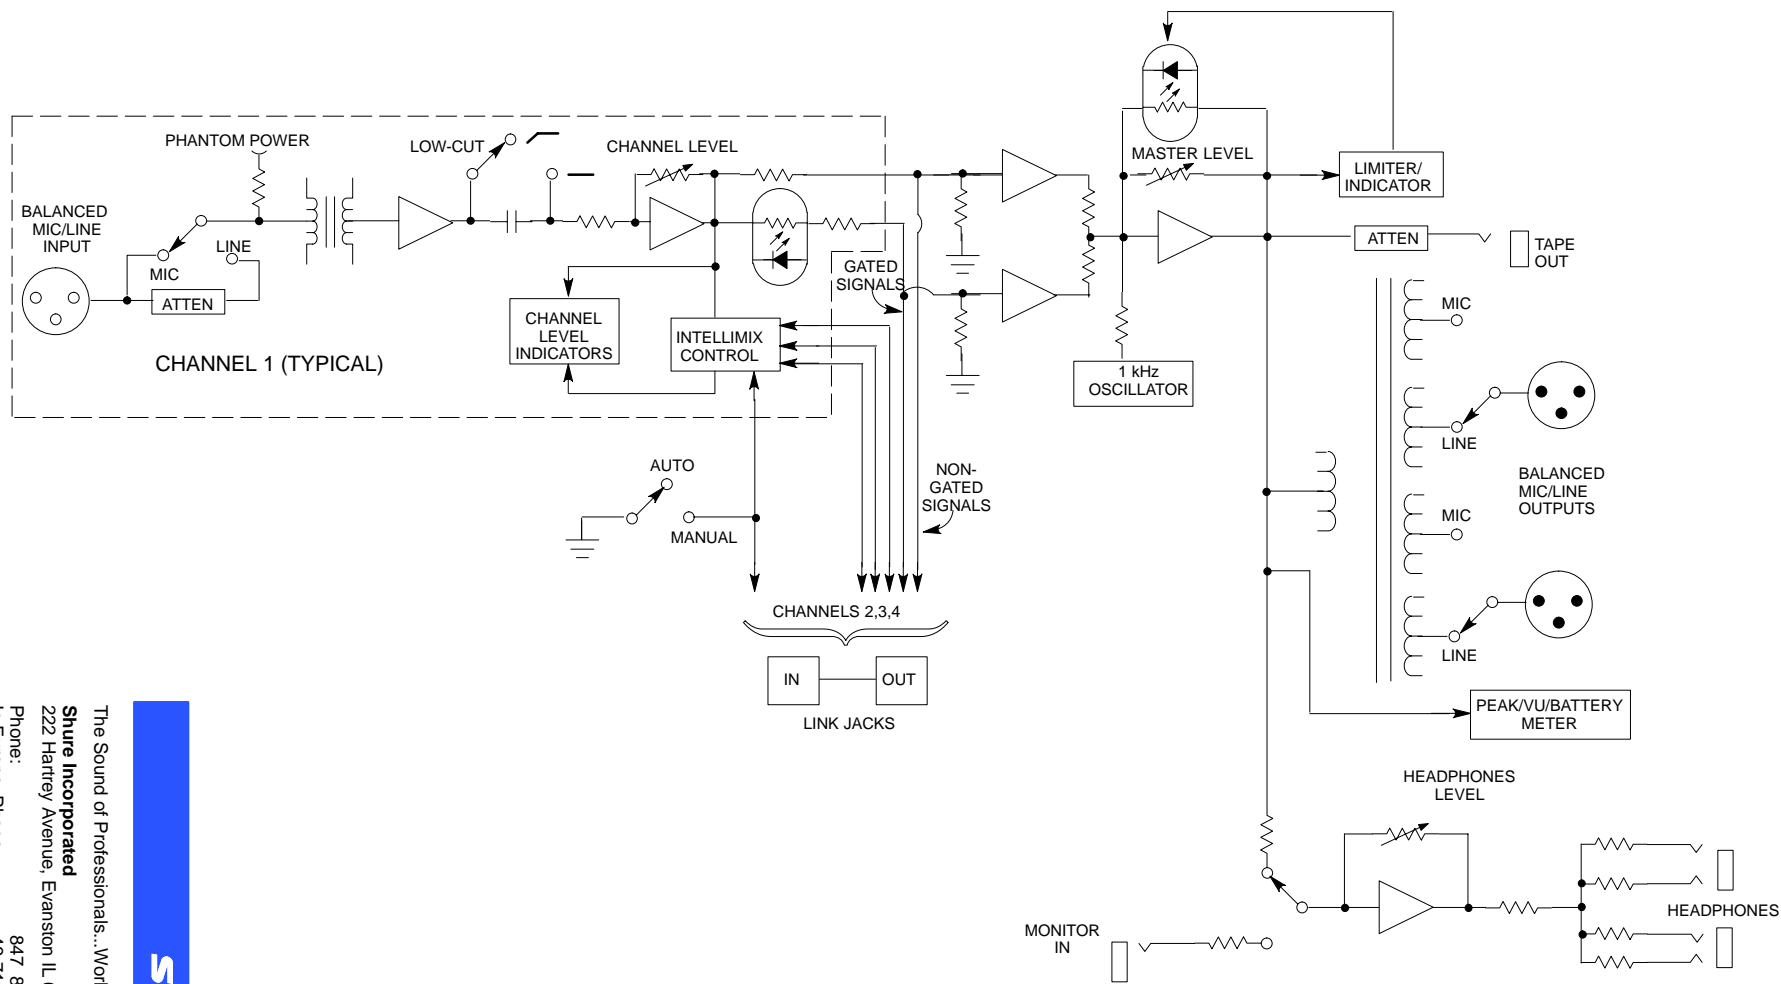 PHANTOM POWER
LOW-CUT
CHANNEL LEVEL
MASTER LEVEL
LIMITER/
INDICATOR
BALANCED
MIC/LINE
INPUT
LINE
MIC
ATTEN
CHANNEL 1 (TYPICAL)
CHANNEL
LEVEL
INDICATORS
INTELLIMIX
CONTROL
GATED
SIGNALS
1 kHz
OSCILLATOR
ATTEN
TAPE
OUT
MIC
LINE
BALANCED
MIC/LINE
OUTPUTS
MIC
LINE
AUTO
MANUAL
NON-
GATED
SIGNALS
CHANNELS 2,3,4
IN
OUT
LINK JACKS
PEAK/VU/BATTERY
METER
HEADPHONES
LEVEL
HEADPHONES
MONITOR
IN
The Sound of Professionals...
Shure Incorporated
222 Hartrey Avenue, Evanston IL
Phone: 847